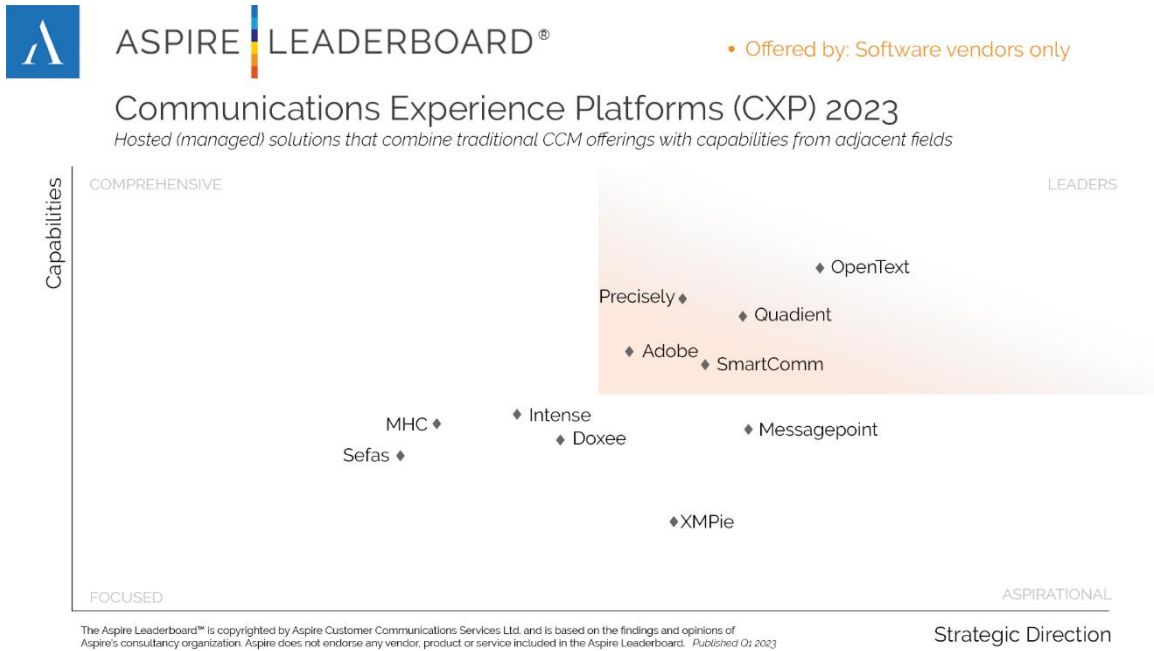 ASPIRE LEADERBOARD®
• Offered by: Software vendors only
Communications Experience Platforms (CXP) 2023
Hosted (managed) solutions that combine traditional CCM offerings with capabilities from adjacent fields
Capabilities
COMPREHENSIVE
LEADERS
OpenText
Precisely
Quadient
Adobe
SmartComm
Intense
MHC
Doxee
Messagepoint
Sefas
XMPie
FOCUSED
ASPIRATIONAL
The Aspire Leaderboard™ is copyrighted by Aspire Customer Communications Services Ltd. and is based on the findings and opinions of
Aspire's consultancy organization. Aspire does not endorse any vendor, product or service included in the Aspire Leaderboard. Published Q1 2023
Strategic Direction